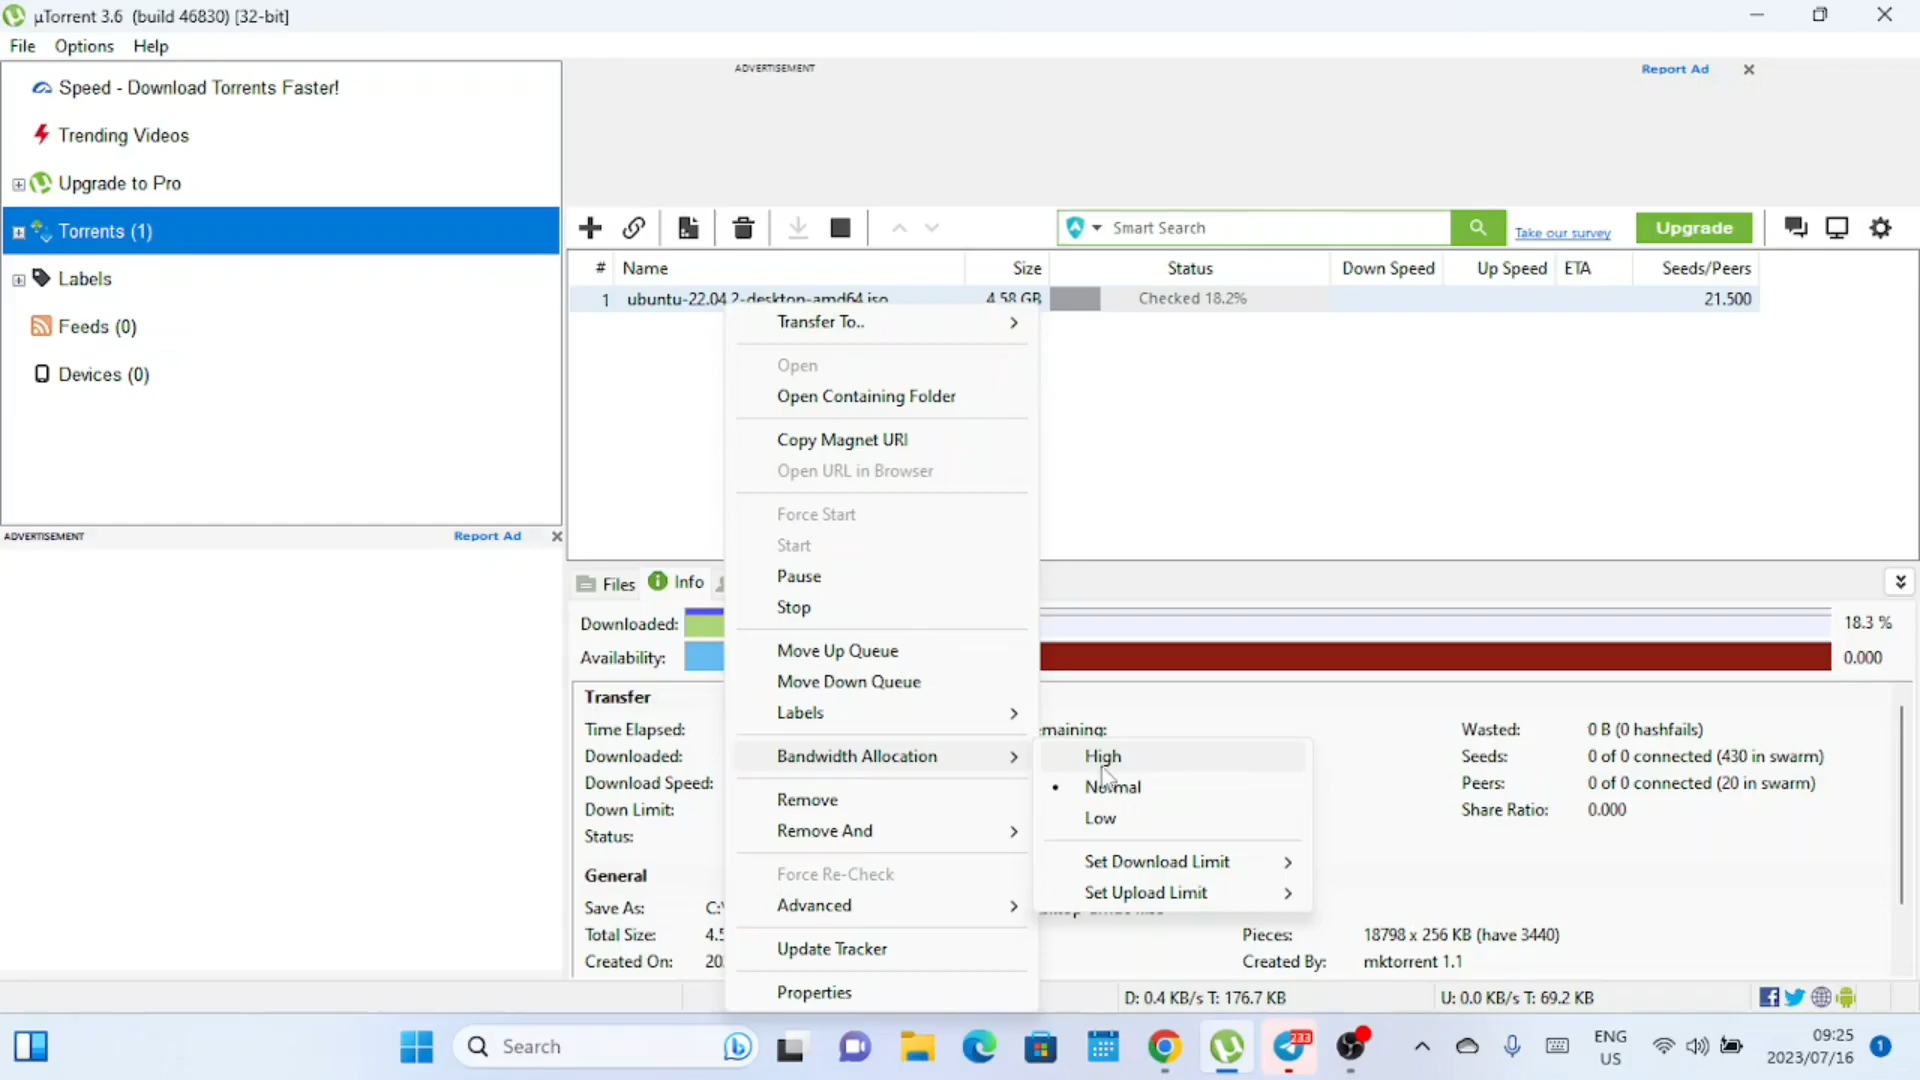 µTorrent 3.6 (build 46830) [32-bit]
File Options Help
Speed - Download Torrents Faster!
Trending Videos
Upgrade to Pro
Torrents (1)
Labels
Feeds (0)
Devices (0)
ADVERTISEMENT Report Ad
ADVERTISEMENT Report Ad
Smart Search
Take our survey
Upgrade
# Name Size Status Down Speed Up Speed ETA Seeds/Peers
1 ubuntu-22.04.2-desktop-amd64.iso 4.58 GB Checked 18.2% 21.500
Transfer To..
Open
Open Containing Folder
Copy Magnet URI
Open URL in Browser
Force Start
Start
Pause
Stop
Move Up Queue
Move Down Queue
Labels
Bandwidth Allocation
Remove
Remove And
Force Re-Check
Advanced
Update Tracker
Properties
High
Normal
Low
Set Download Limit
Set Upload Limit
Files Info
Downloaded: 18.3 %
Availability: 0.000
Transfer
Time Elapsed:
Downloaded:
Download Speed:
Down Limit:
Status:
emaining:
Wasted: 0 B (0 hashfails)
Seeds: 0 of 0 connected (430 in swarm)
Peers: 0 of 0 connected (20 in swarm)
Share Ratio: 0.000
General
Save As: C:\
Total Size: 4.5
Created On: 20
Pieces: 18798 x 256 KB (have 3440)
Created By: mktorrent 1.1
D: 0.4 KB/s T: 176.7 KB
U: 0.0 KB/s T: 69.2 KB
Search
233
ENG
US
09:25
2023/07/16
1